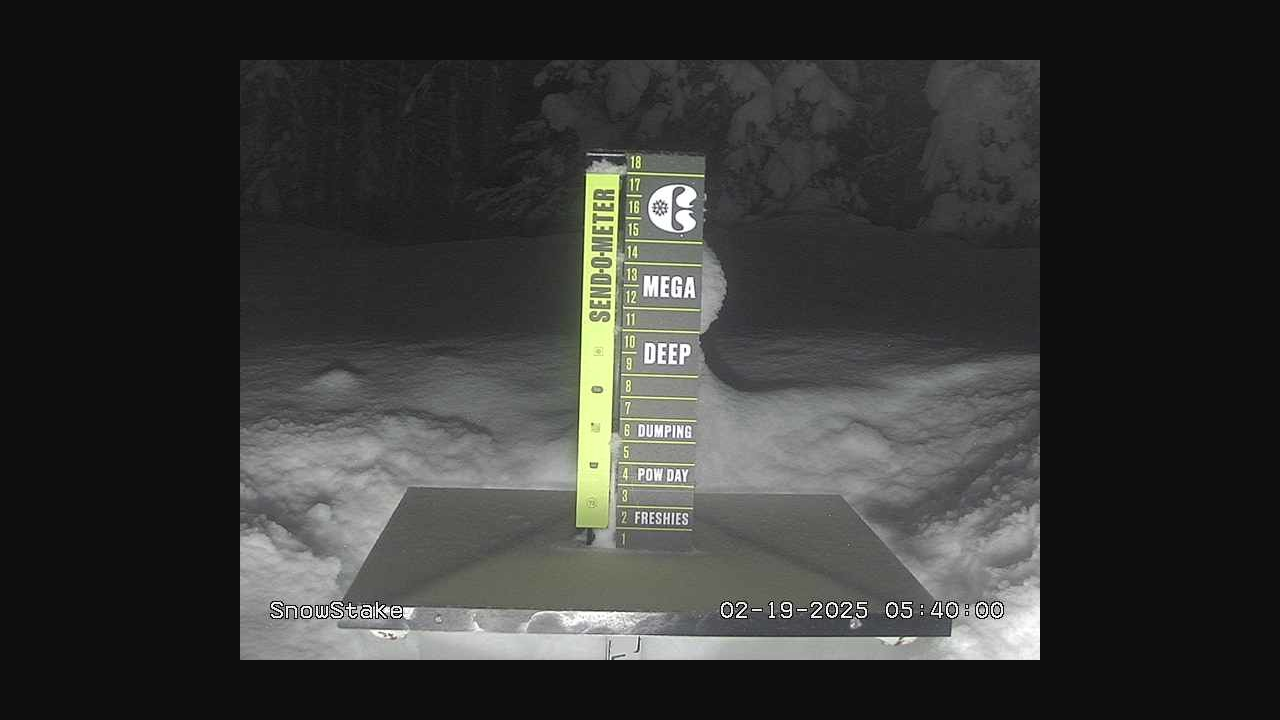 SEND·O·METER
18
17
16
15
14
13
12
MEGA
11
10
9
DEEP
8
7
6 DUMPING
5
4 POW DAY
3
2 FRESHIES
1
SnowStake
02-19-2025 05:40:00